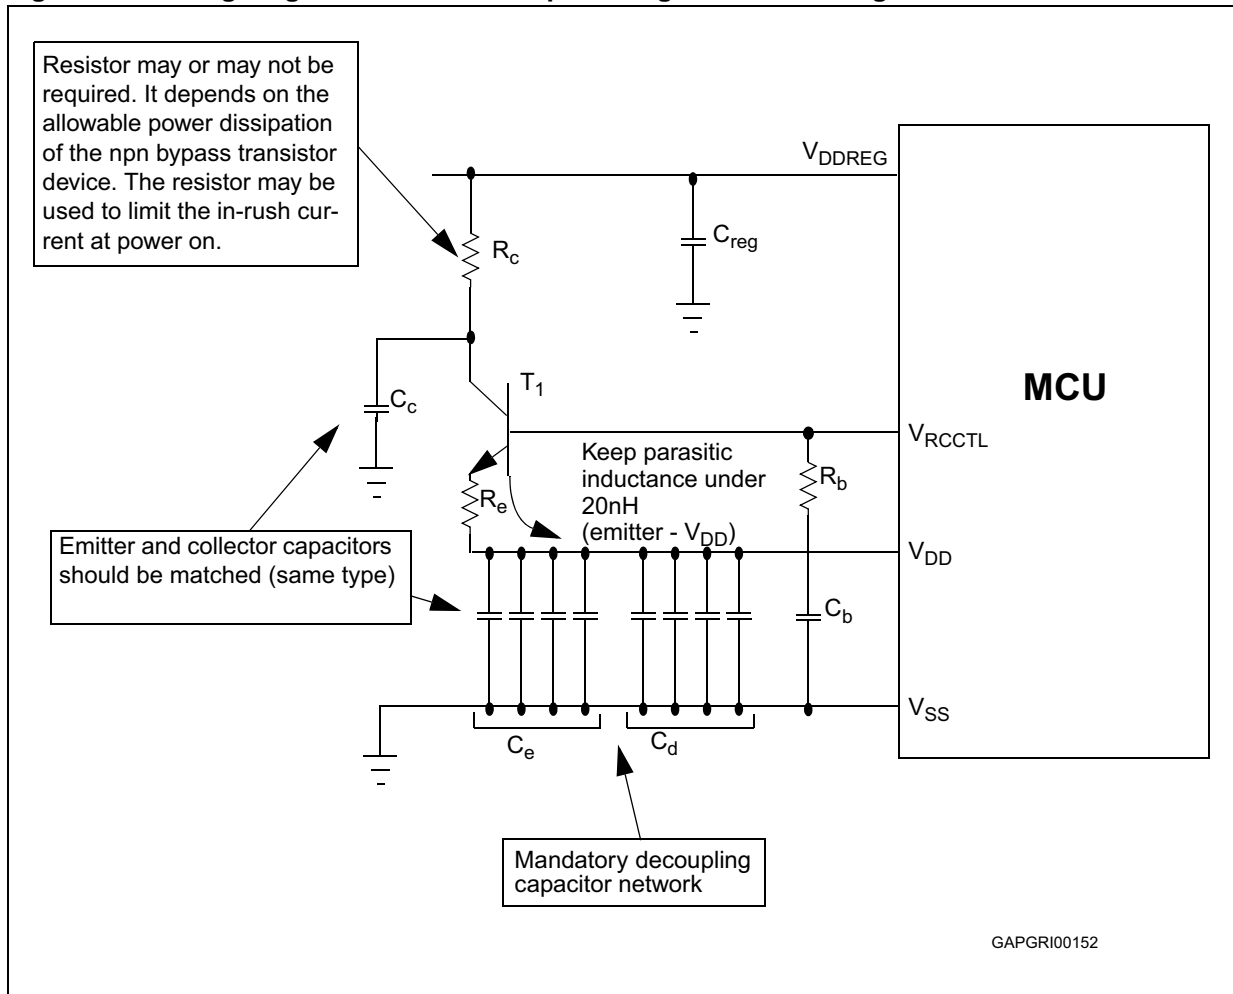 Resistor may or may not be
required. It depends on the
allowable power dissipation
of the npn bypass transistor
device. The resistor may be
used to limit the in-rush cur-
rent at power on.
VDDREG
Creg
Rc
T1
Cc
MCU
VRCCTL
Keep parasitic
inductance under
20nH
(emitter - VDD)
Rb
Re
Emitter and collector capacitors
should be matched (same type)
VDD
Cb
VSS
Ce
Cd
Mandatory decoupling
capacitor network
GAPGRI00152